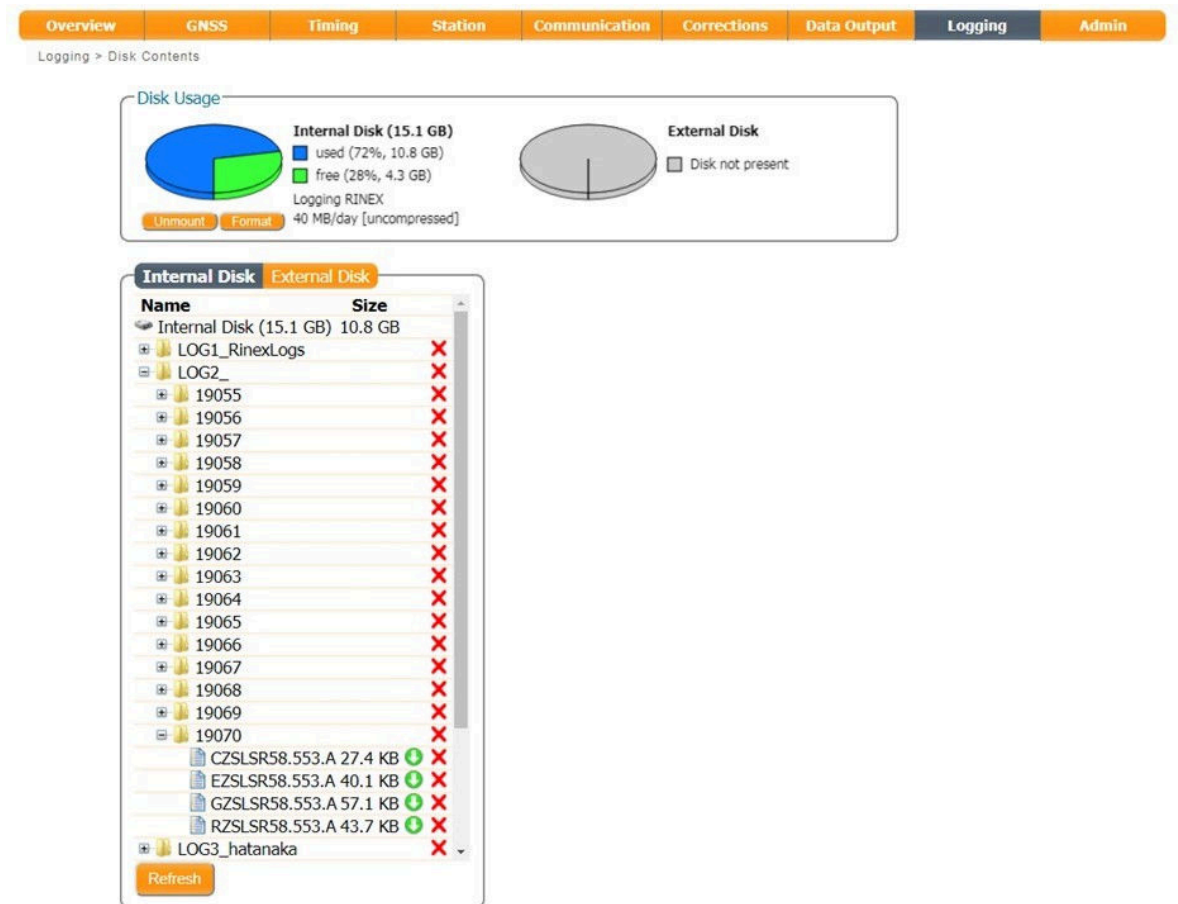 Overview GNSS Timing Station Communication Corrections Data Output Logging Admin
Logging > Disk Contents
Disk Usage
Internal Disk (15.1 GB)
used (72%, 10.8 GB)
free (28%, 4.3 GB)
Logging RINEX
40 MB/day [uncompressed]
Unmount Format
External Disk
Disk not present
Internal Disk External Disk
Name Size
Internal Disk (15.1 GB) 10.8 GB
LOG1_RinexLogs
LOG2_
19055
19056
19057
19058
19059
19060
19061
19062
19063
19064
19065
19066
19067
19068
19069
19070
CZSLSR58.553.A 27.4 KB
EZSLSR58.553.A 40.1 KB
GZSLSR58.553.A 57.1 KB
RZSLSR58.553.A 43.7 KB
LOG3_hatanaka
Refresh